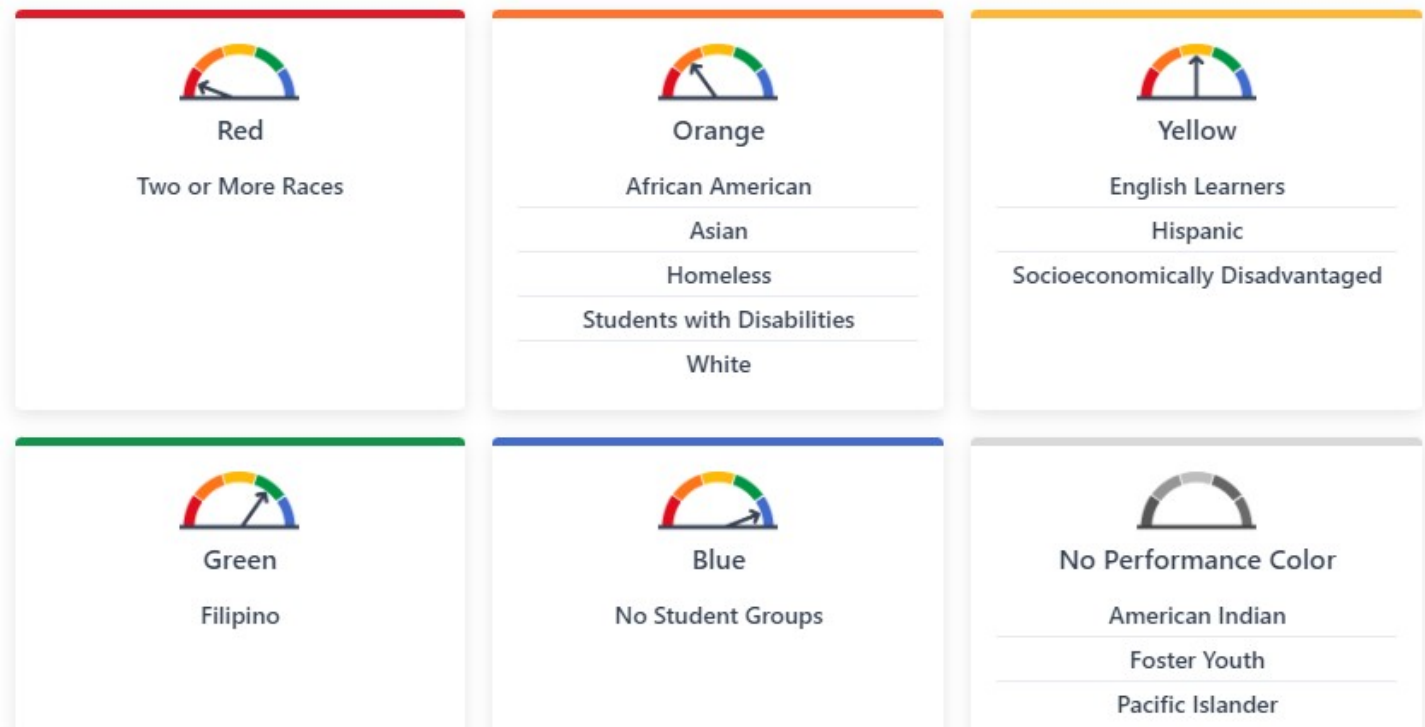 Red
Two or More Races
Orange
African American
Asian
Homeless
Students with Disabilities
White
Yellow
English Learners
Hispanic
Socioeconomically Disadvantaged
Green
Filipino
Blue
No Student Groups
No Performance Color
American Indian
Foster Youth
Pacific Islander